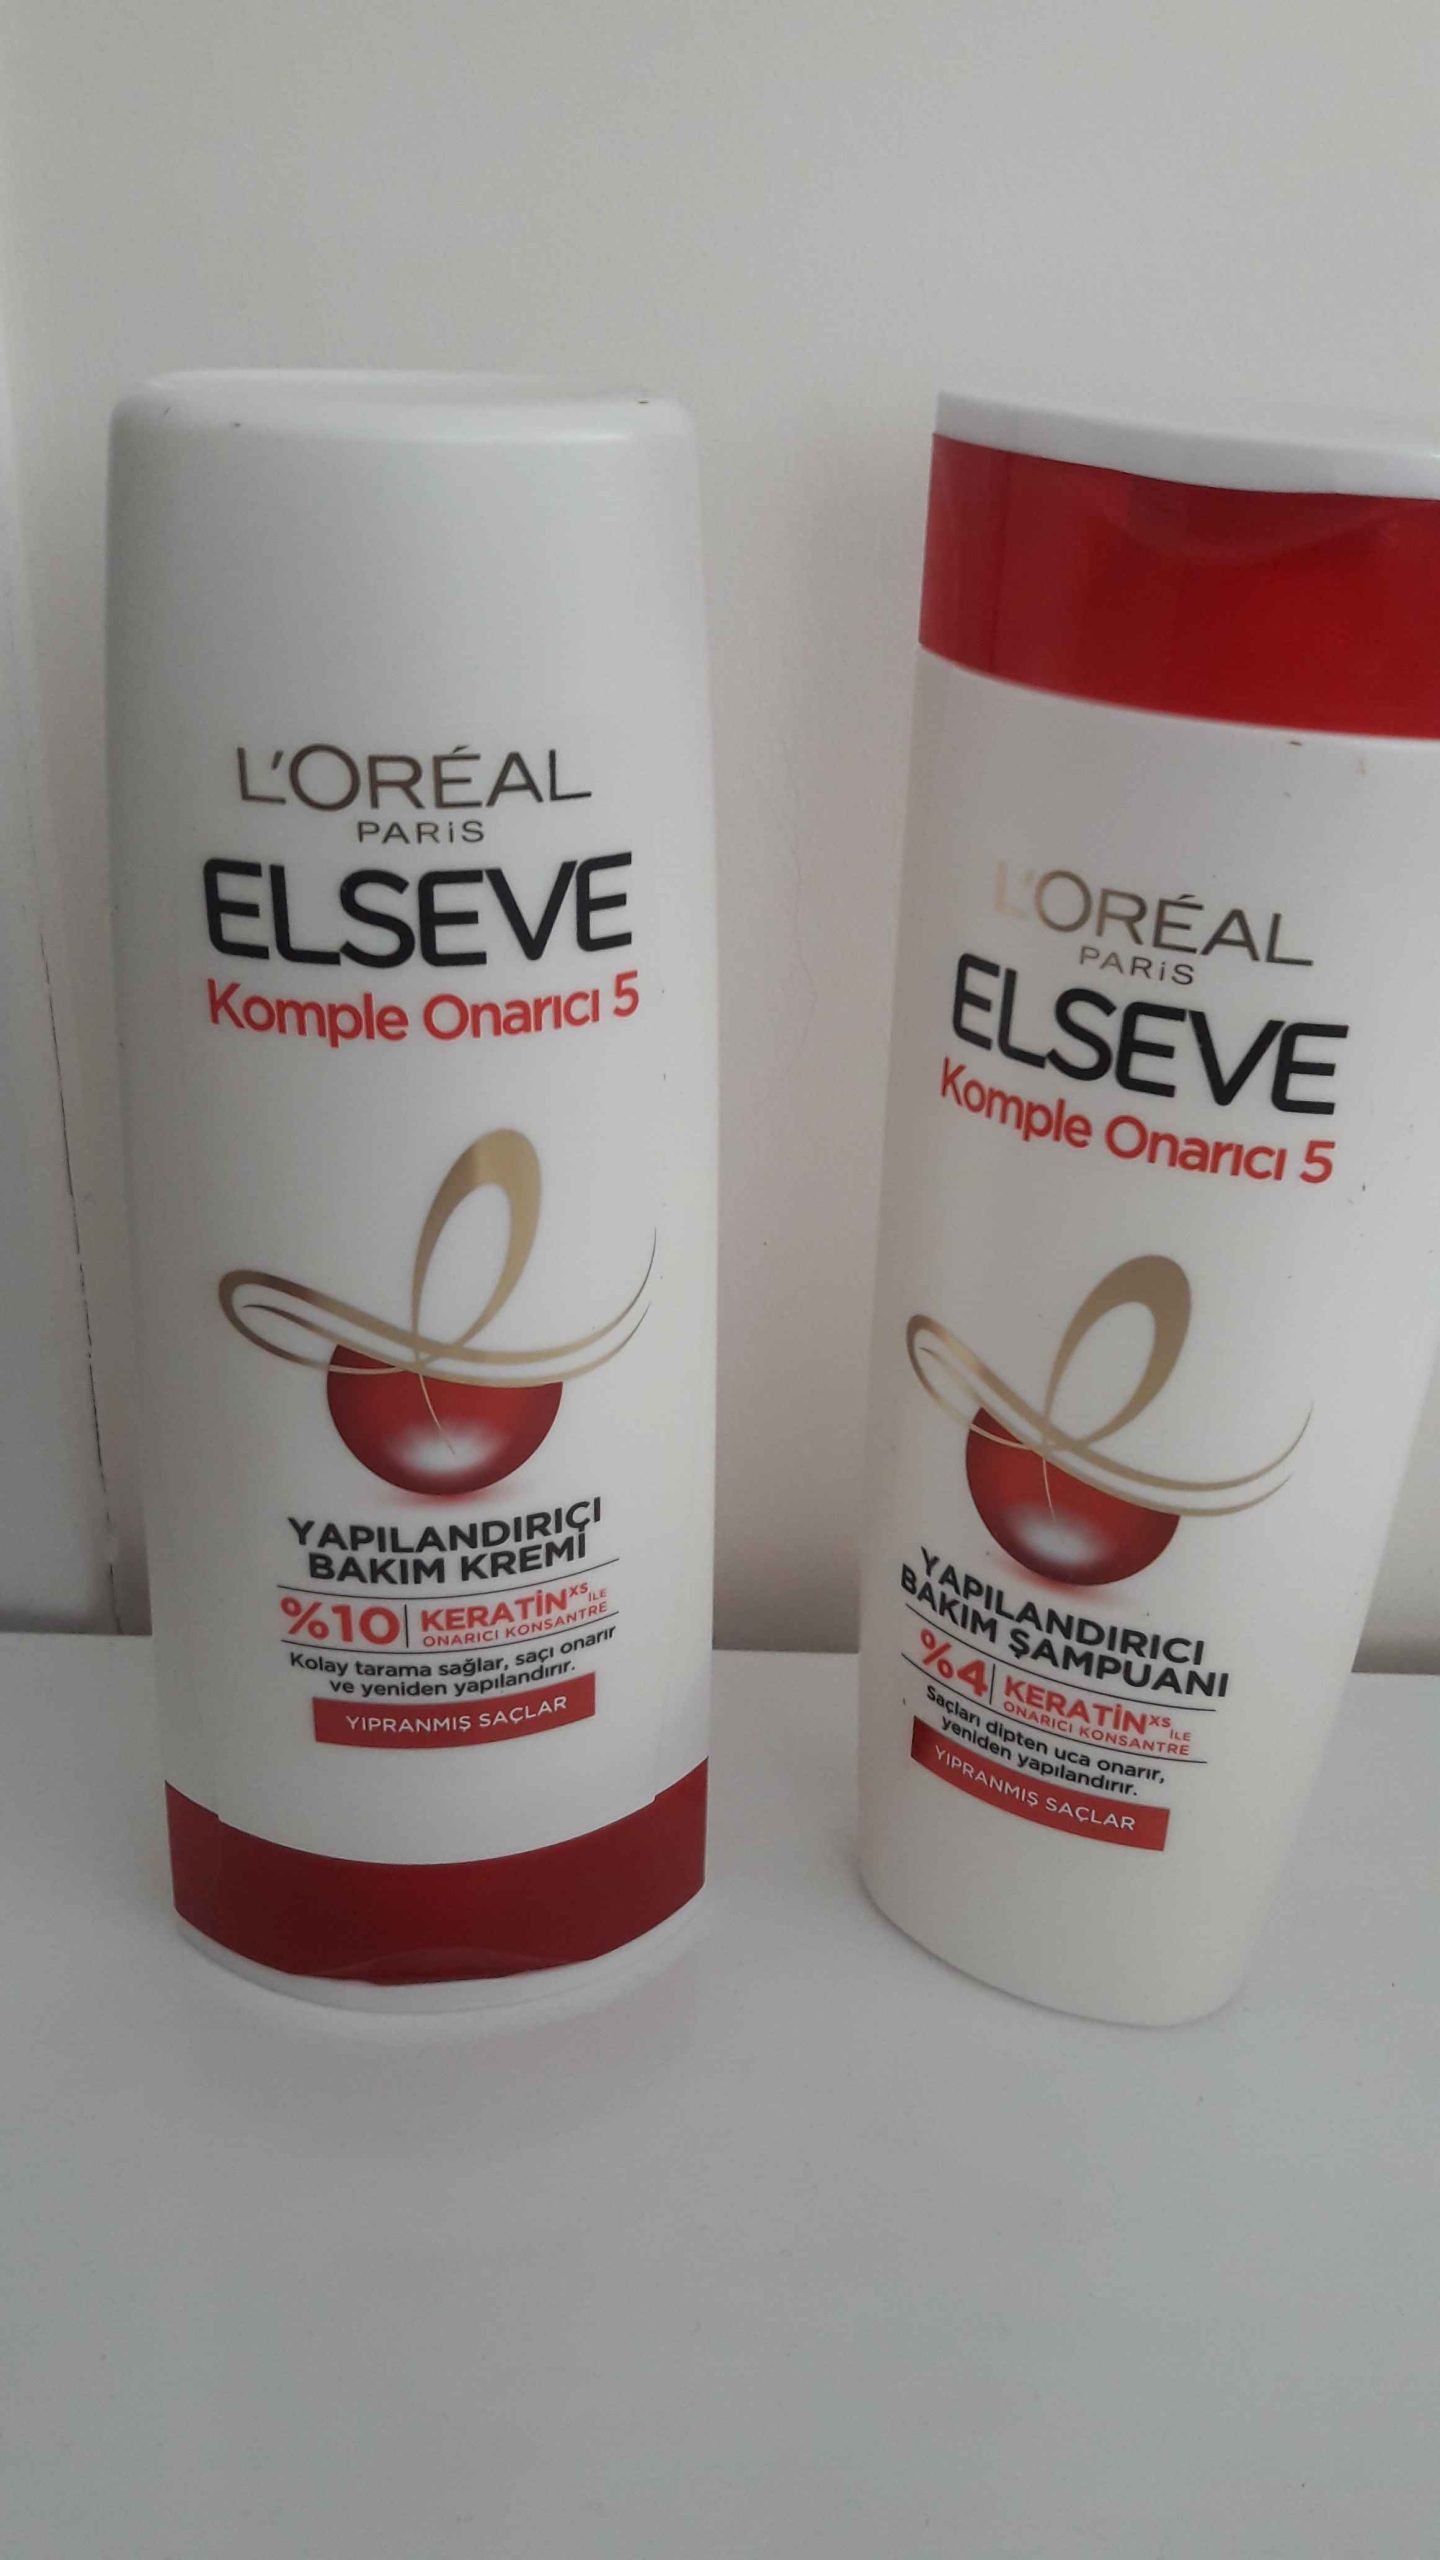 L'ORÉAL
PARİS
ELSEVE
Komple Onarıcı 5
YAPILANDIRICI
BAKIM KREMİ
%10 KERATİN XS İLE
ONARICI KONSANTRE
Kolay tarama sağlar, saçı onarır
ve yeniden yapılandırır.
YIPRANMIŞ SAÇLAR
L'ORÉAL
PARİS
ELSEVE
Komple Onarıcı 5
YAPILANDIRICI
BAKIM ŞAMPUANI
%4 KERATİN XS İLE
ONARICI KONSANTRE
Saçları dipten uca onarır,
yeniden yapılandırır.
YIPRANMIŞ SAÇLAR